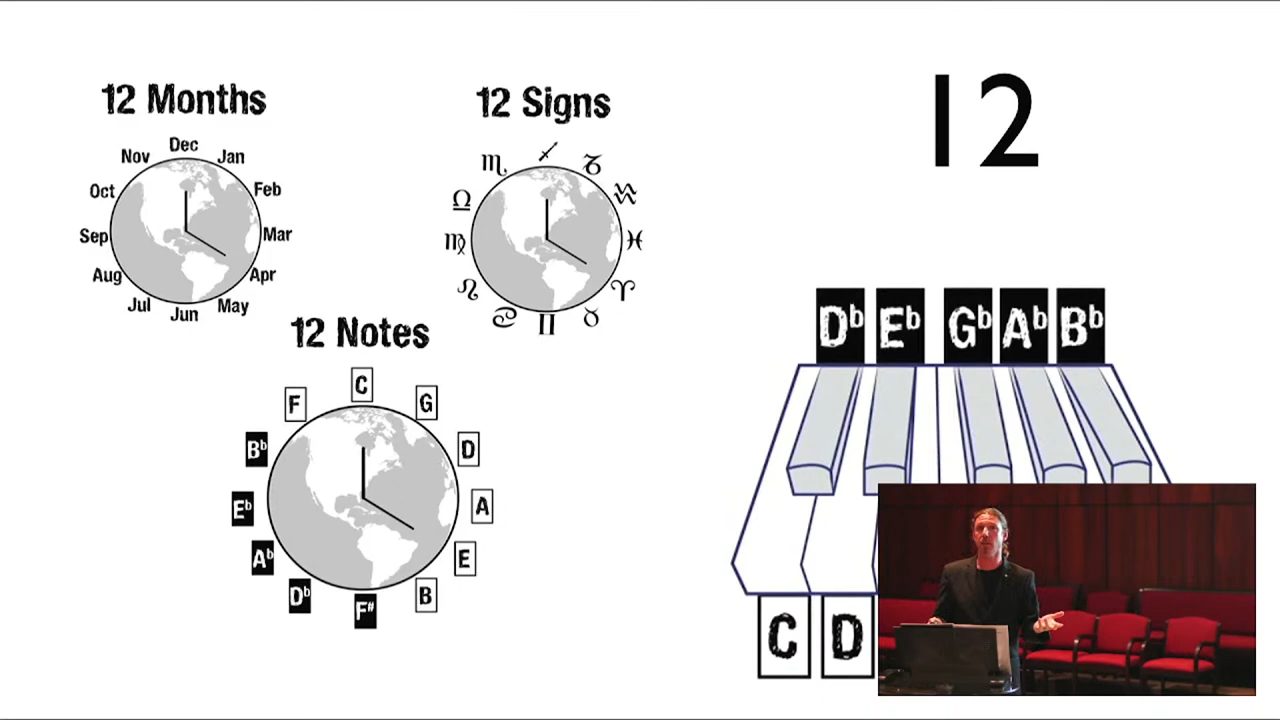 12 Months
Dec
Jan
Feb
Mar
Apr
May
Jun
Jul
Aug
Sep
Oct
Nov
12 Signs
♐
♑
♒
♓
♈
♉
♊
♋
♌
♍
♎
♏
12 Notes
C
G
D
A
E
B
F#
Db
Ab
Eb
Bb
F
12
Db Eb Gb Ab Bb
C D